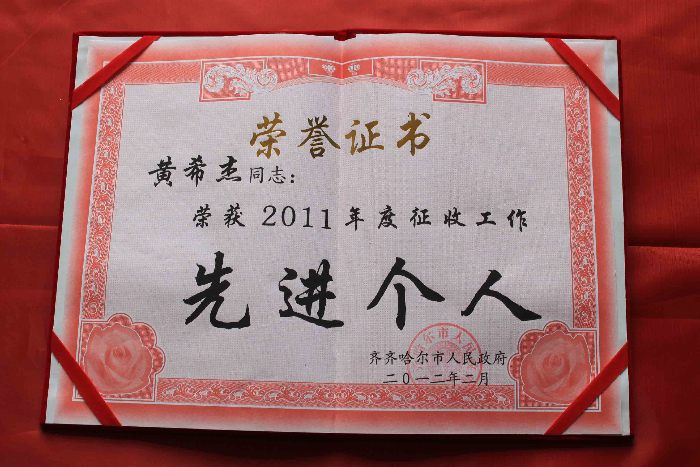 荣誉证书
黄希杰同志：
荣获2011年度征收工作
先进个人
齐齐哈尔市人民政府
二〇一二年二月